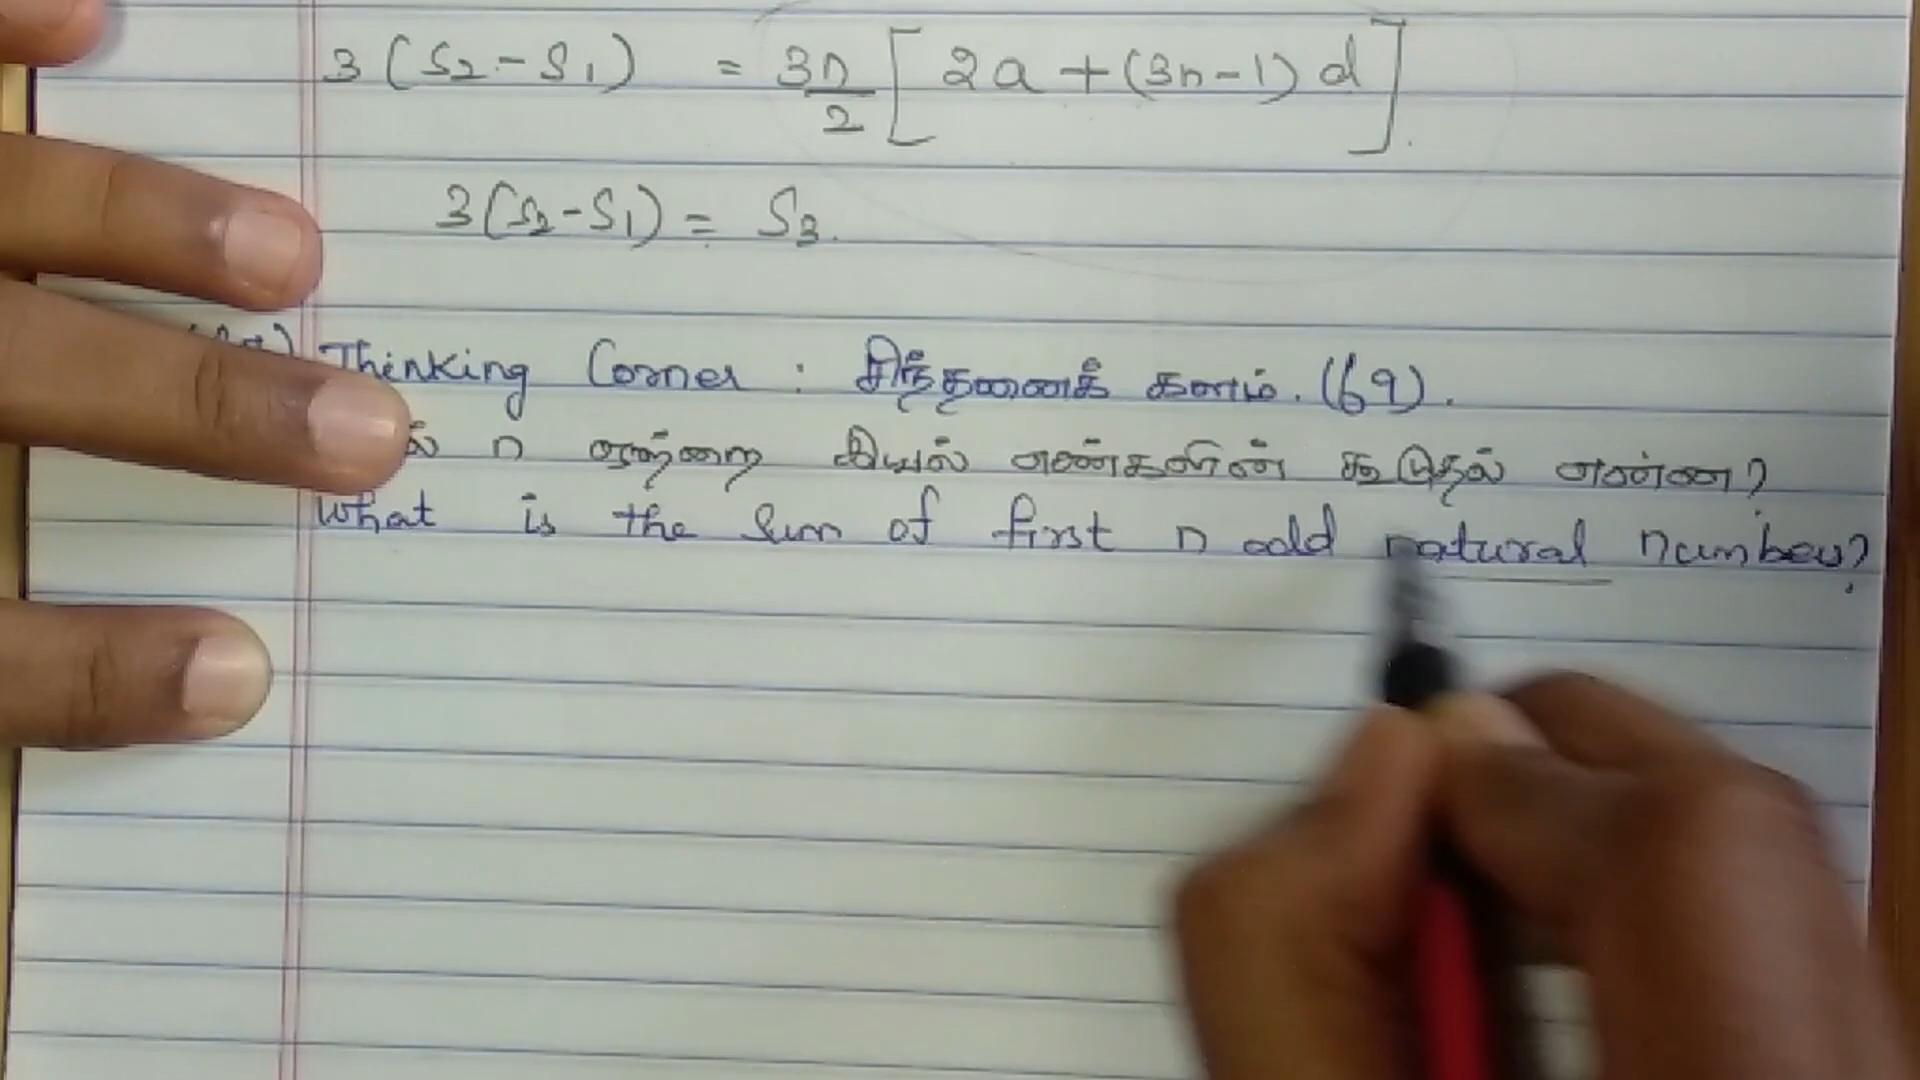 3 ( S₂ - S₁ ) = 3n/2 [ 2a + (3n - 1) d ].
3 (S₂ - S₁) = S₃.
Thinking Corner : சிந்தனைக் களம். (69).
n ஒற்றை இயல் எண்களின் கூடுதல் என்ன?
What is the Sum of first n odd natural number?